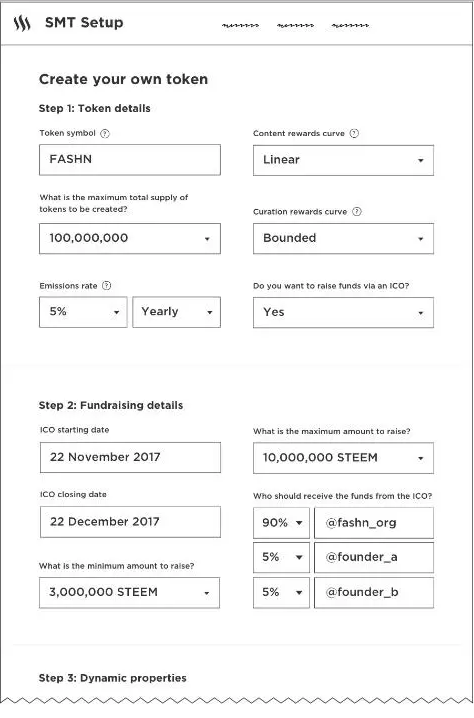 SMT Setup
Create your own token
Step 1: Token details
Token symbol ?
FASHN
Content rewards curve ?
Linear
What is the maximum total supply of
tokens to be created?
100,000,000
Curation rewards curve ?
Bounded
Emissions rate ?
5% Yearly
Do you want to raise funds via an ICO?
Yes
Step 2: Fundraising details
ICO starting date
22 November 2017
What is the maximum amount to raise?
10,000,000 STEEM
ICO closing date
22 December 2017
Who should receive the funds from the ICO?
90% @fashn_org
5% @founder_a
5% @founder_b
What is the minimum amount to raise?
3,000,000 STEEM
Step 3: Dynamic properties